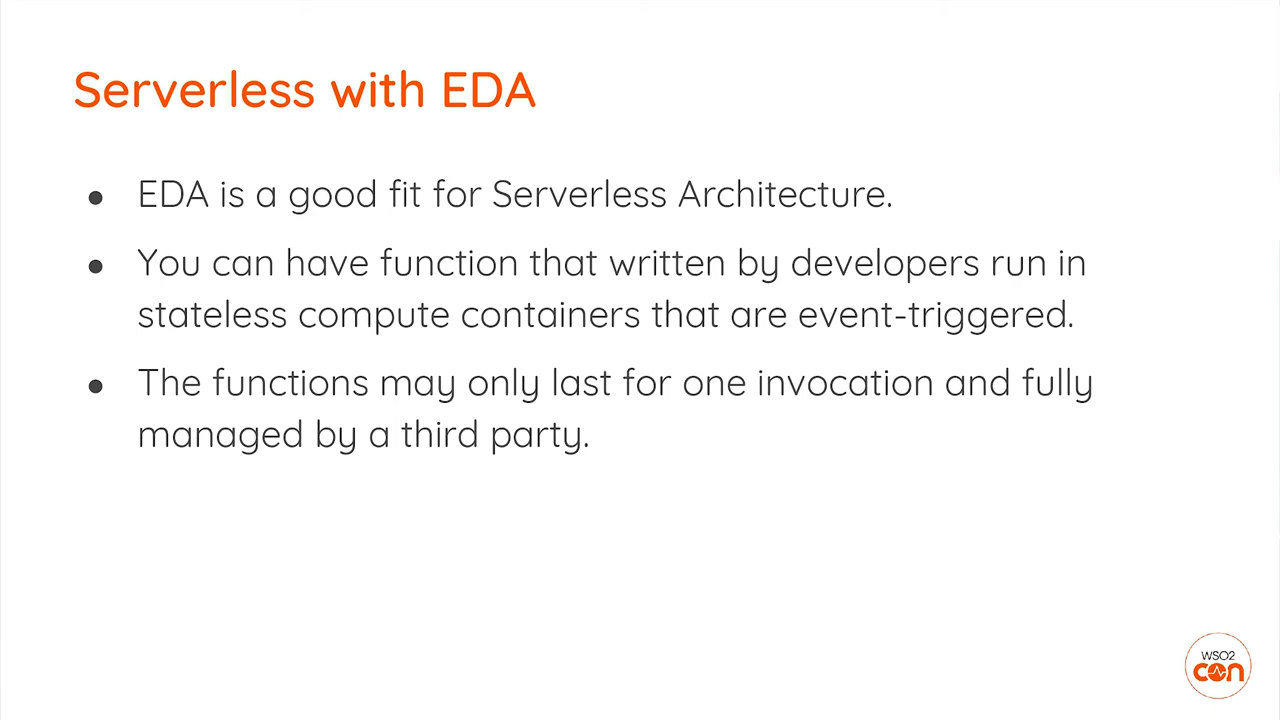 Serverless with EDA
● EDA is a good fit for Serverless Architecture.
● You can have function that written by developers run in
stateless compute containers that are event-triggered.
● The functions may only last for one invocation and fully
managed by a third party.
WSO2
con